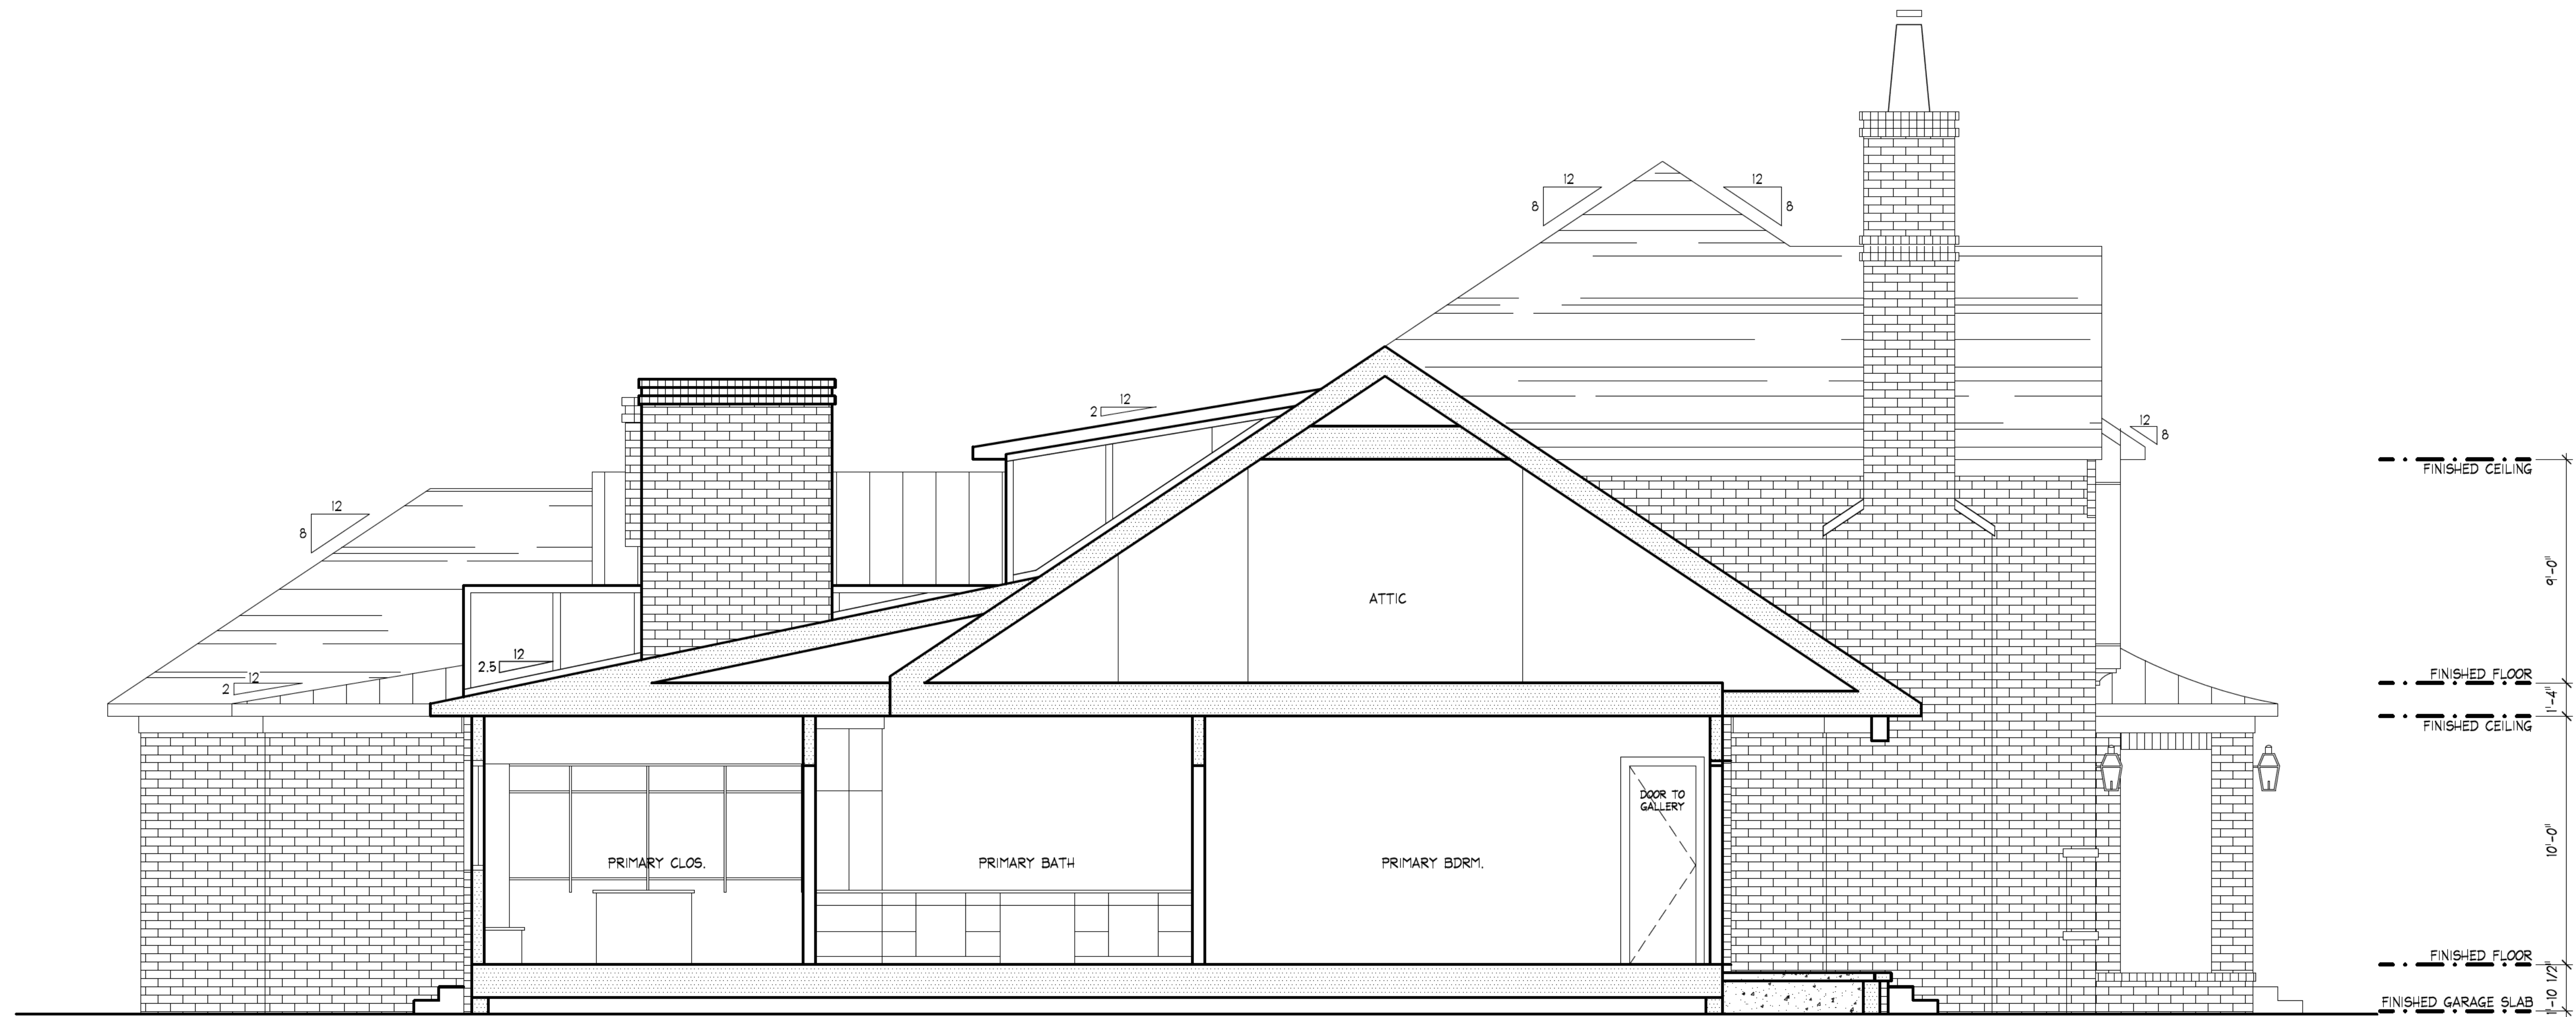 12
8
12
8
12
2
12
8
12
8
12
2.5
12
2
ATTIC
FINISHED CEILING
9'-0"
FINISHED FLOOR
1'-4"
FINISHED CEILING
DOOR TO
GALLERY
PRIMARY CLOS.
PRIMARY BATH
PRIMARY BDRM.
10'-0"
FINISHED FLOOR
1'-10 1/2"
FINISHED GARAGE SLAB